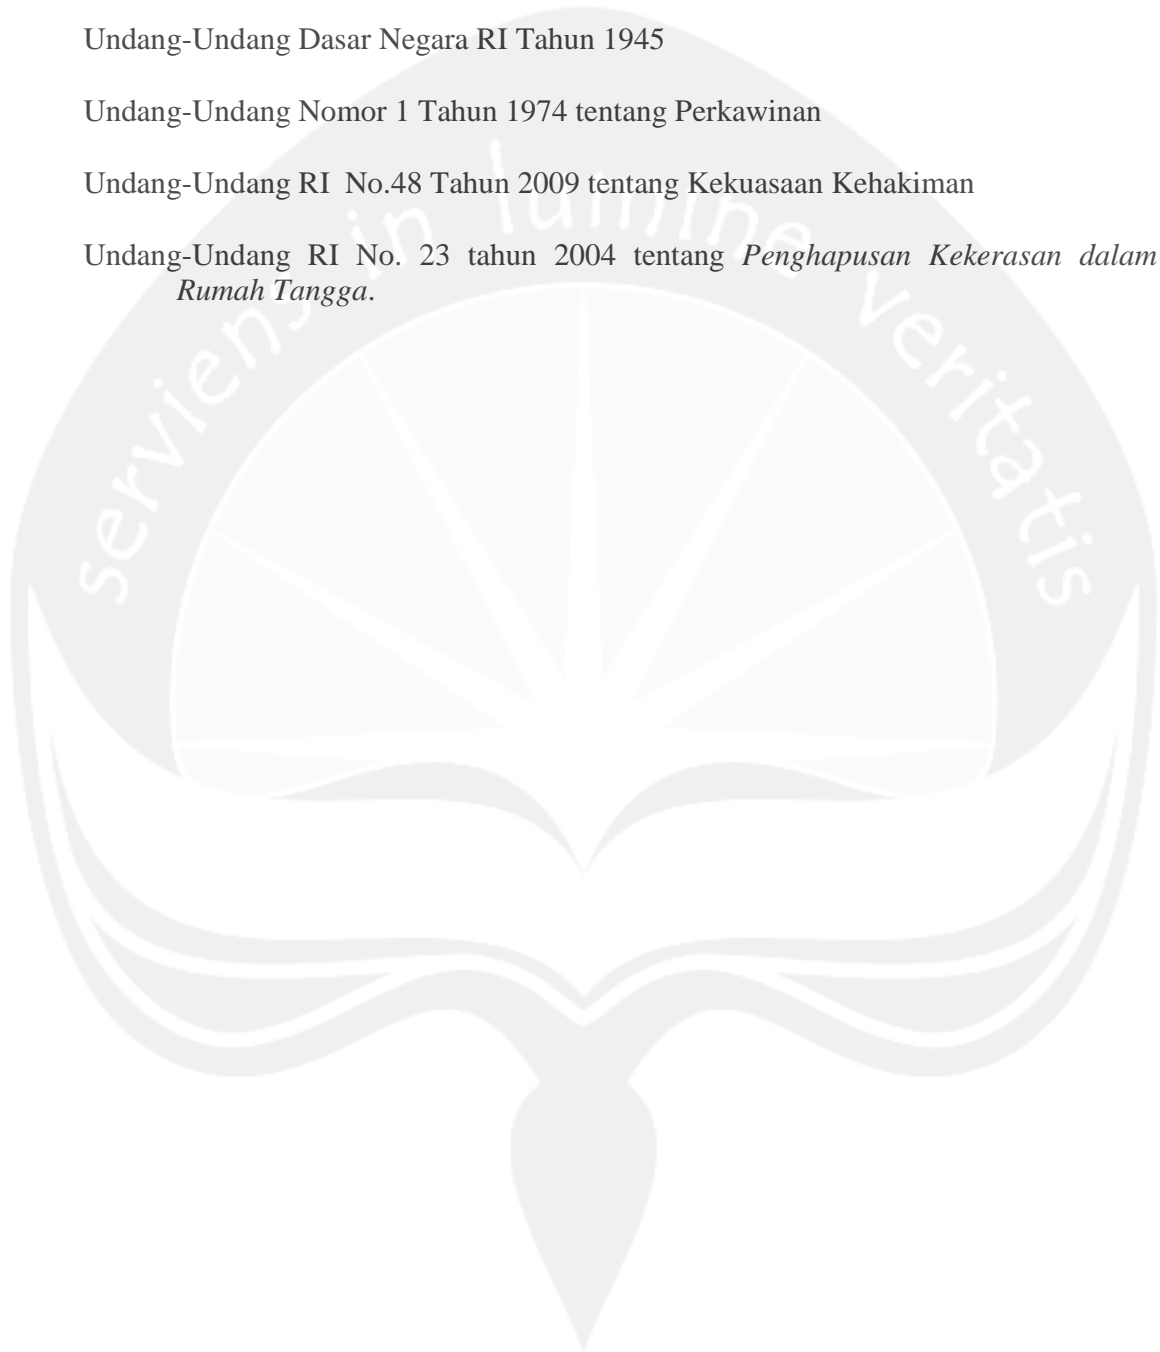 Undang-Undang Dasar Negara RI Tahun 1945
Undang-Undang Nomor 1 Tahun 1974 tentang Perkawinan
Undang-Undang RI No.48 Tahun 2009 tentang Kekuasaan Kehakiman
Undang-Undang RI No. 23 tahun 2004 tentang Penghapusan Kekerasan dalam
Rumah Tangga.
serviens in lumine veritatis